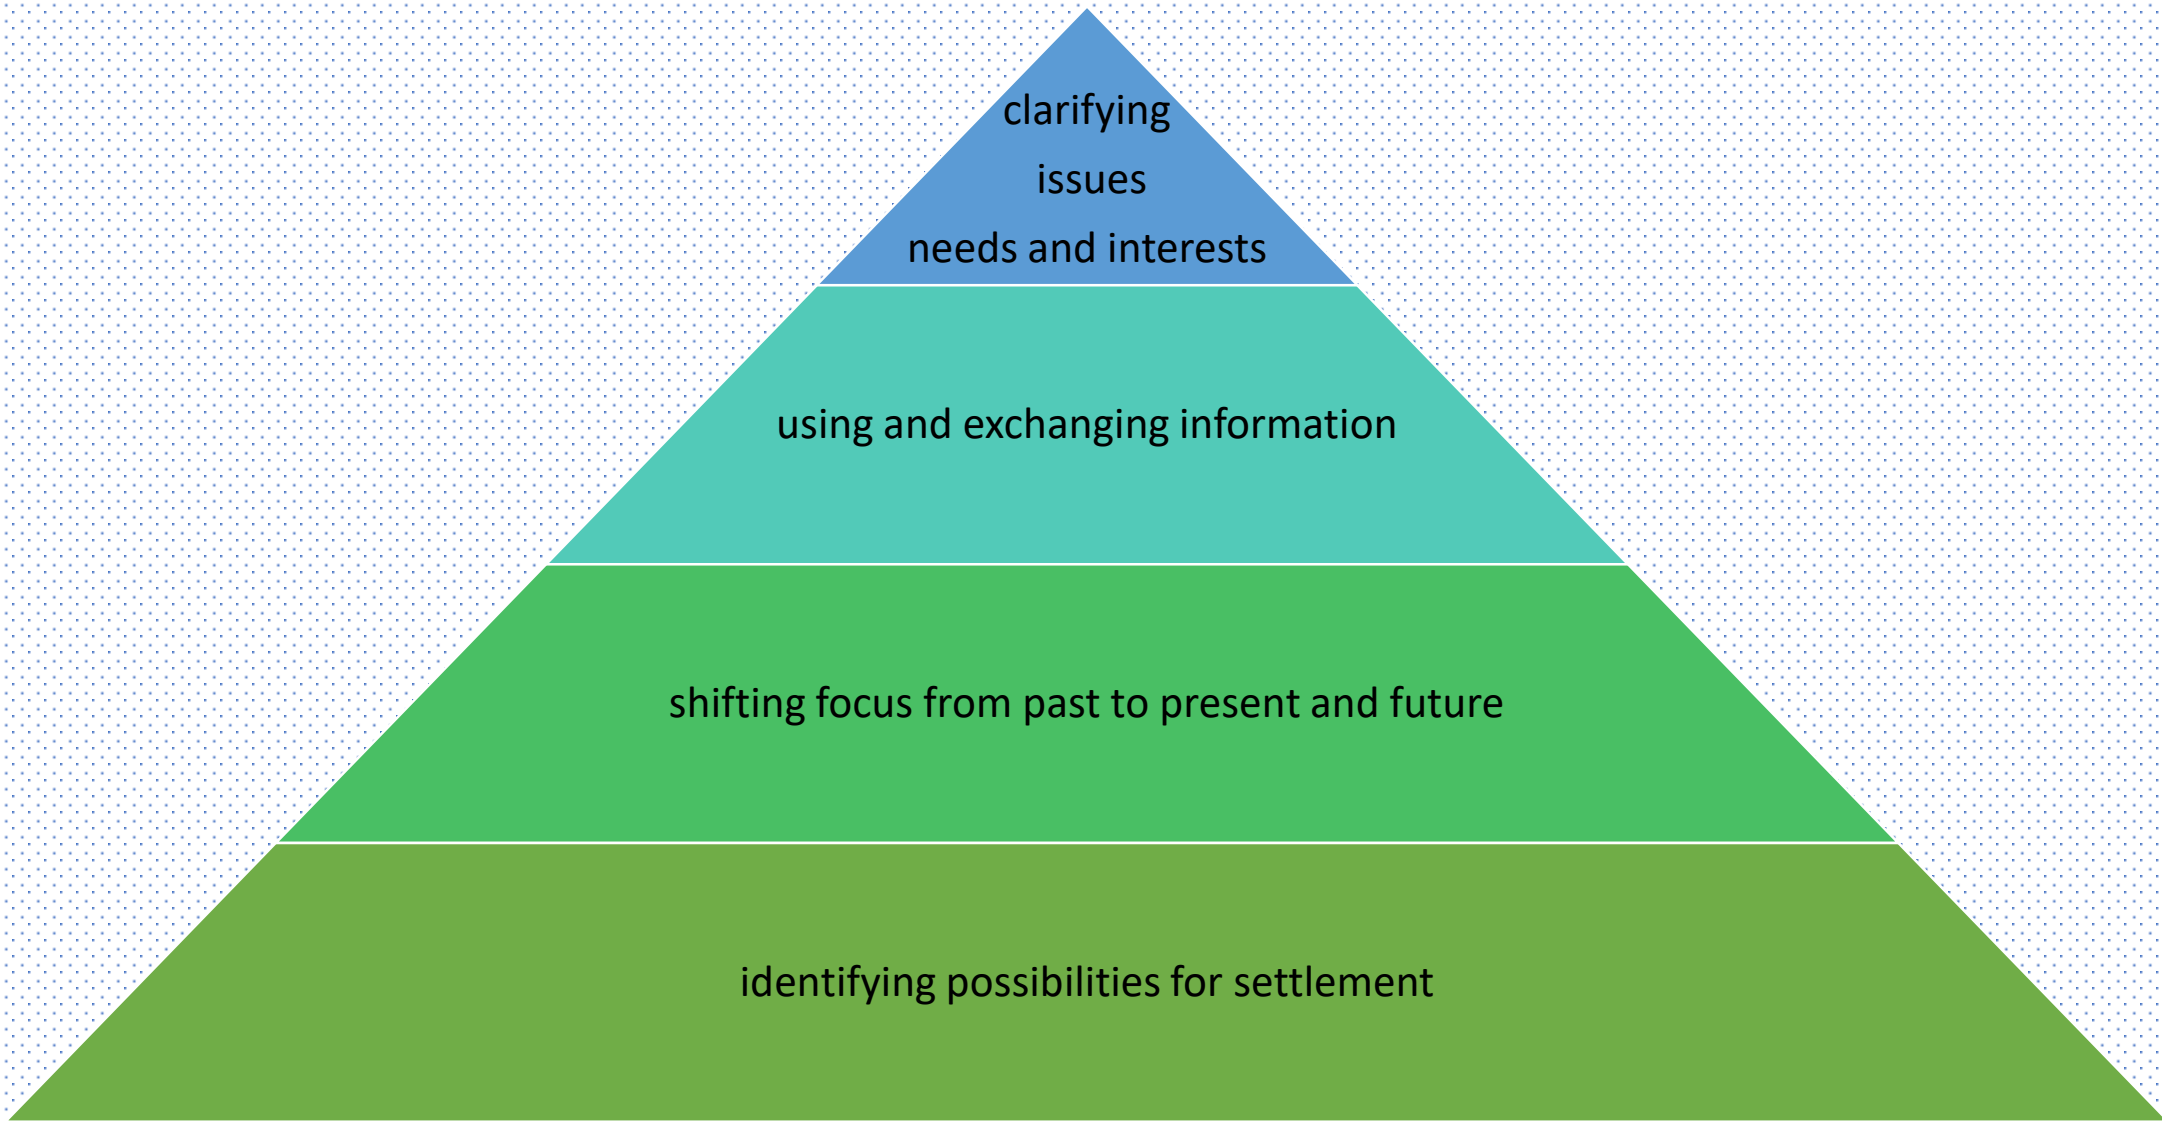 clarifying
issues
needs and interests
using and exchanging information
shifting focus from past to present and future
identifying possibilities for settlement